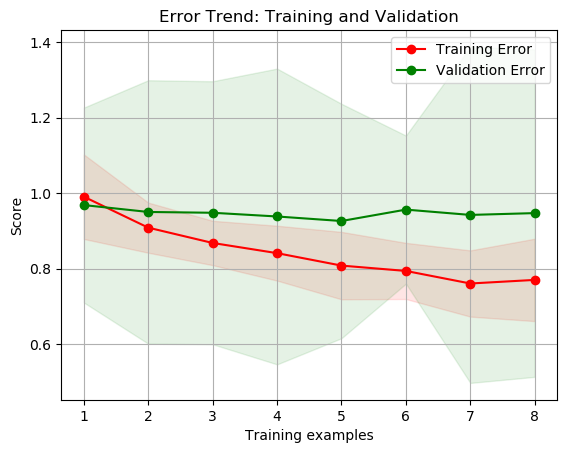 Error Trend: Training and Validation
1.4
1.2
1.0
0.8
0.6
Score
Training Error
Validation Error
1 2 3 4 5 6 7 8
Training examples